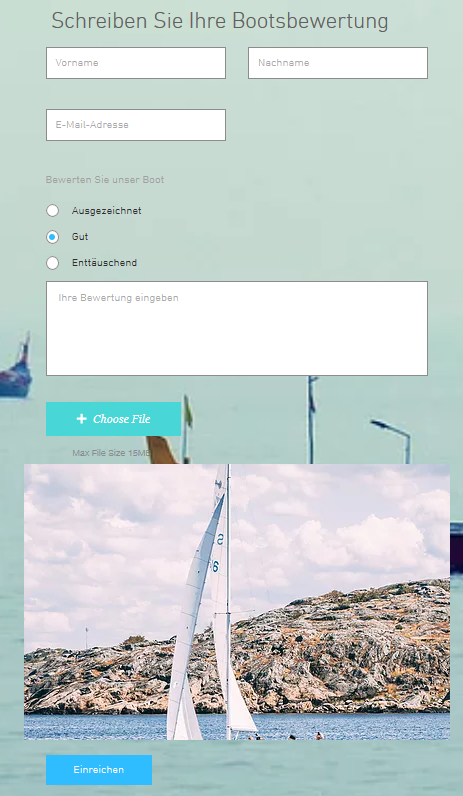 Schreiben Sie Ihre Bootsbewertung
Vorname
Nachname
E-Mail-Adresse
Bewerten Sie unser Boot
Ausgezeichnet
Gut
Enttäuschend
Ihre Bewertung eingeben
+ Choose File
Max File Size 15MB
S
6
Einreichen